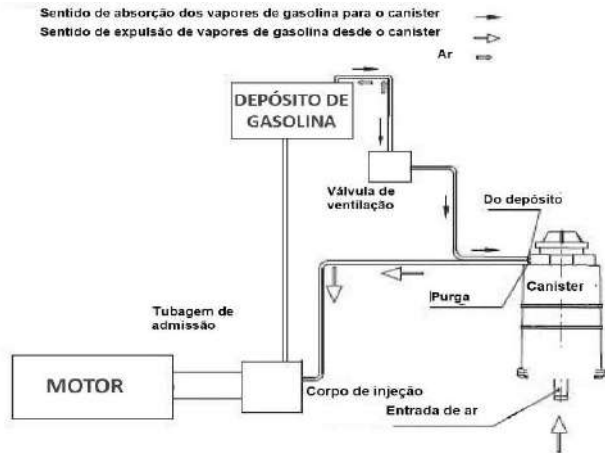 Sentido de absorção dos vapores de gasolina para o canister
Sentido de expulsão de vapores de gasolina desde o canister
Ar
DEPÓSITO DE
GASOLINA
Válvula de
ventilação
Do depósito
Canister
Purga
Tubagem de
admissão
MOTOR
Corpo de injeção
Entrada de ar